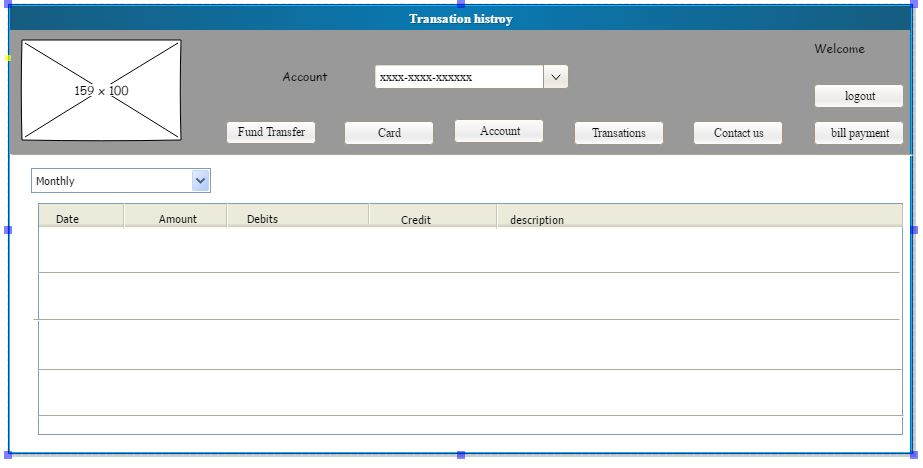 Transation histroy
Welcome
Account xxxx-xxxx-xxxxxx
159 x 100
logout
Fund Transfer Card Account Transations Contact us bill payment
Monthly
Date Amount Debits Credit description